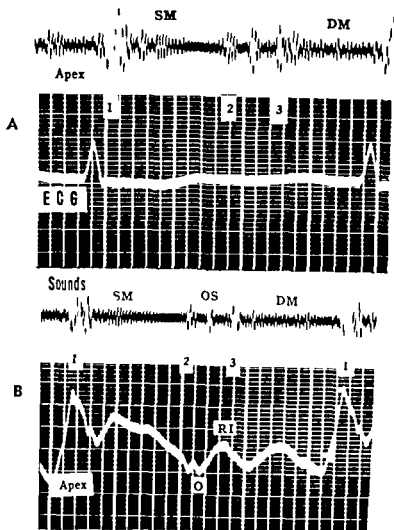 SM DM
Apex
1 2 3
A
ECG
Sounds
SM OS DM
1 2 3 1
B
RI
Apex
O